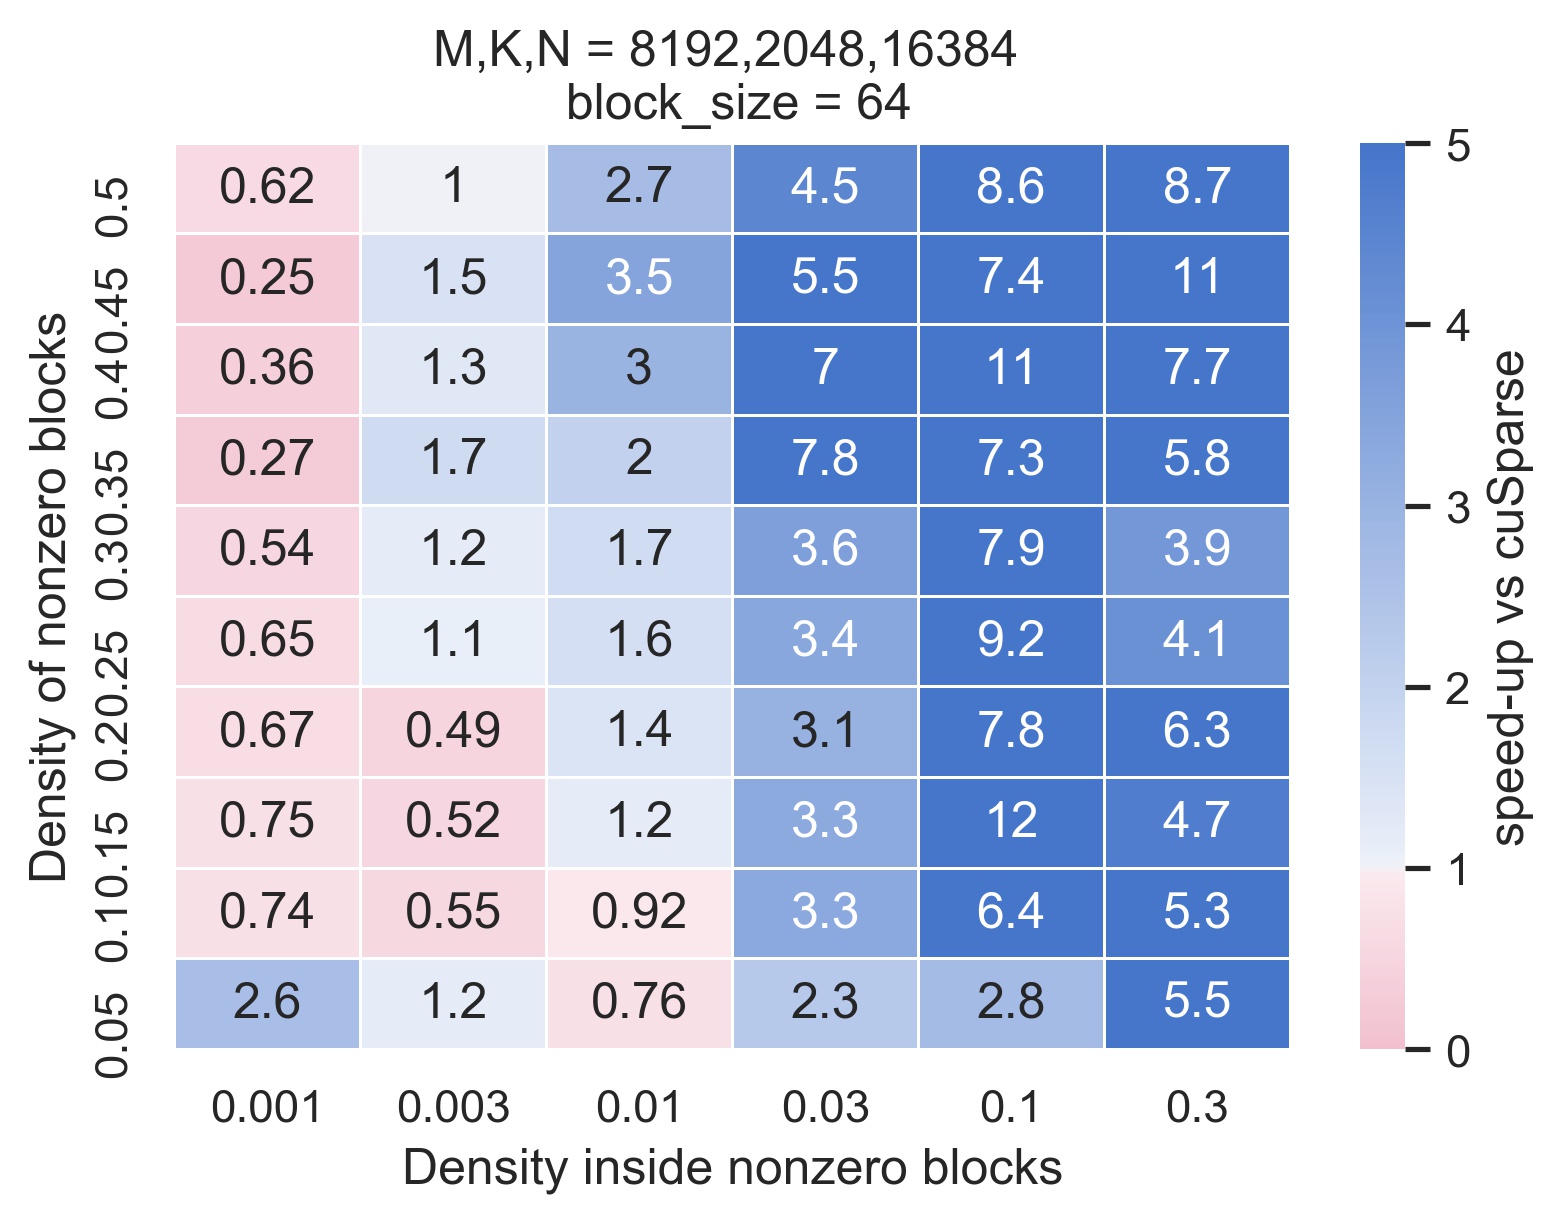 M,K,N = 8192,2048,16384
block_size = 64
Density of nonzero blocks
0.5 0.62 1 2.7 4.5 8.6 8.7
0.45 0.25 1.5 3.5 5.5 7.4 11
0.4 0.36 1.3 3 7 11 7.7
0.35 0.27 1.7 2 7.8 7.3 5.8
0.3 0.54 1.2 1.7 3.6 7.9 3.9
0.25 0.65 1.1 1.6 3.4 9.2 4.1
0.2 0.67 0.49 1.4 3.1 7.8 6.3
0.15 0.75 0.52 1.2 3.3 12 4.7
0.1 0.74 0.55 0.92 3.3 6.4 5.3
0.05 2.6 1.2 0.76 2.3 2.8 5.5
0.001 0.003 0.01 0.03 0.1 0.3
Density inside nonzero blocks
5
4
3
2
1
0
speed-up vs cuSparse